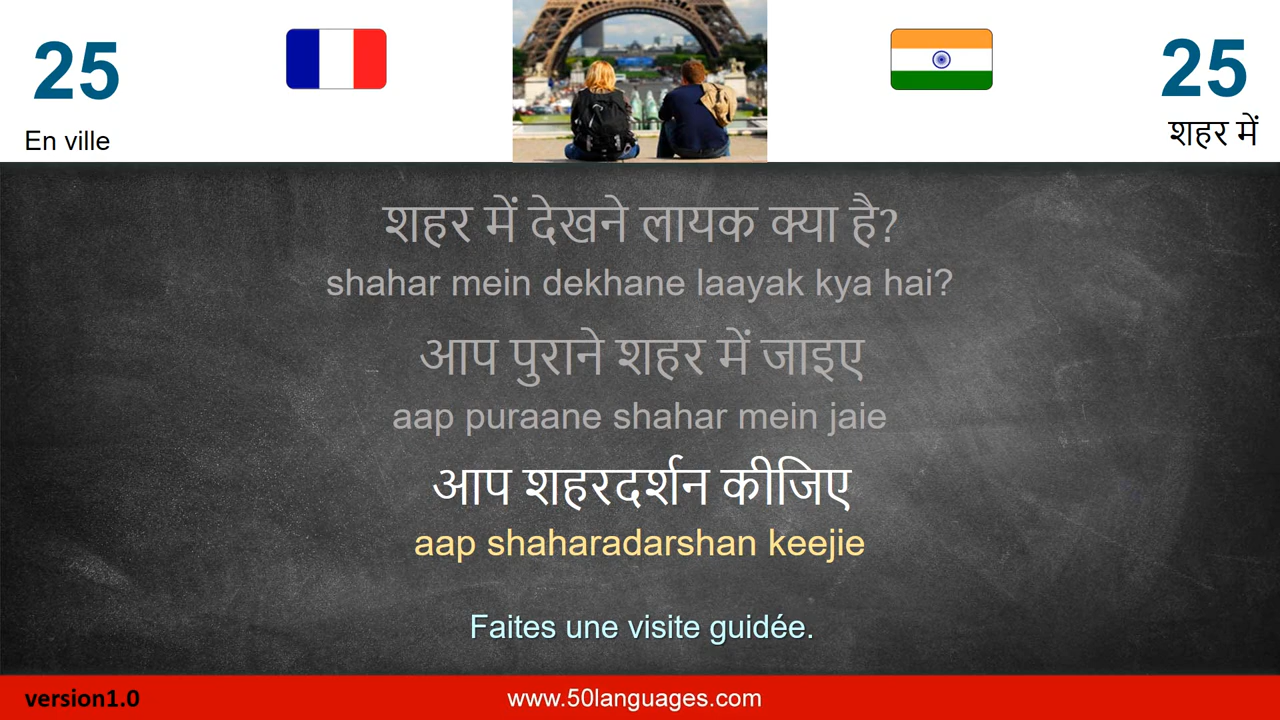 25
En ville
25
शहर में
शहर में देखने लायक क्या है?
shahar mein dekhane laayak kya hai?
आप पुराने शहर में जाइए
aap puraane shahar mein jaie
आप शहरदर्शन कीजिए
aap shaharadarshan keejie
Faites une visite guidée.
version1.0
www.50languages.com